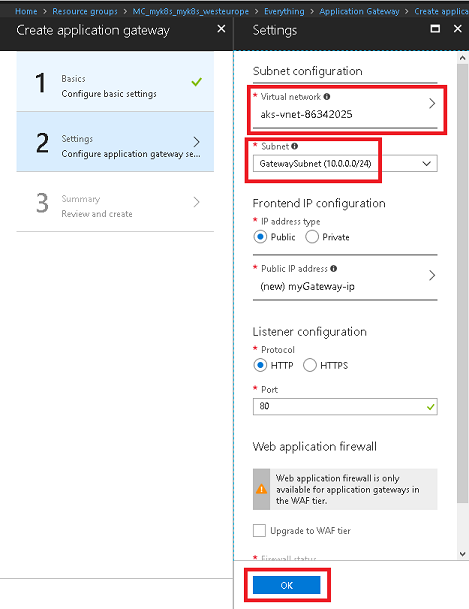 Home > Resource groups > MC_myk8s_myk8s_westeurope > Everything > Application Gateway > Create applicati
Create application gateway
Settings
1
Basics
Configure basic settings
2
Settings
Configure application gateway se...
3
Summary
Review and create
Subnet configuration
* Virtual network
aks-vnet-86342025
* Subnet
GatewaySubnet (10.0.0.0/24)
Frontend IP configuration
* IP address type
Public Private
* Public IP address
(new) myGateway-ip
Listener configuration
* Protocol
HTTP HTTPS
* Port
80
Web application firewall
Web application firewall is only
available for application gateways in
the WAF tier.
Upgrade to WAF tier
* Firewall status
OK